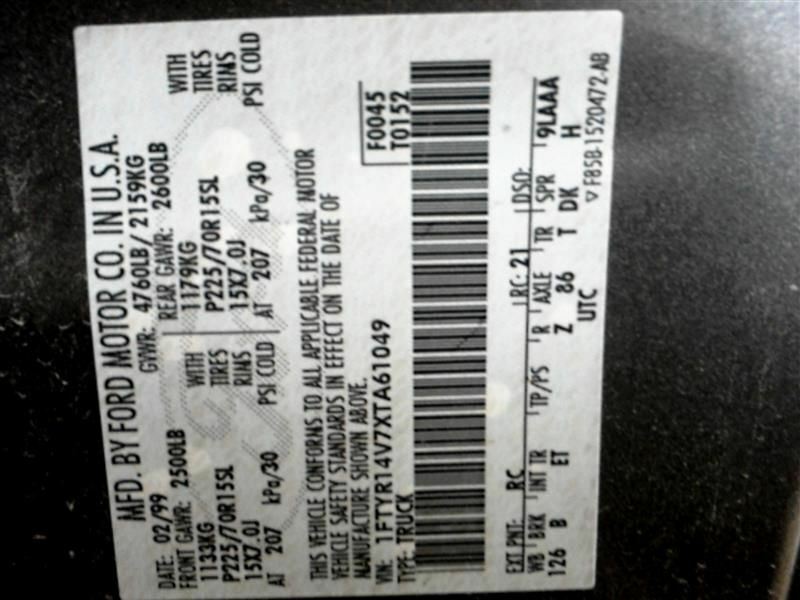 MFD. BY FORD MOTOR CO. IN U.S.A.
DATE: 02/99 GVWR: 4760LB/ 2159KG
FRONT GAWR: 2500LB REAR GAWR: 2600LB
1133KG WITH 1179KG WITH
P225/70R15SL TIRES P225/70R15SL TIRES
15X7.0J RIMS 15X7.0J RIMS
AT 207 kPa/30 PSI COLD AT 207 kPa/30 PSI COLD
THIS VEHICLE CONFORMS TO ALL APPLICABLE FEDERAL MOTOR
VEHICLE SAFETY STANDARDS IN EFFECT ON THE DATE OF
MANUFACTURE SHOWN ABOVE.
VIN: 1FTYR14V7XTA61049 F0045
TYPE: TRUCK T0152
EXT PNT: RC RC: 21 DSO:
WB BRK INT TR TP/PS R AXLE TR SPR 9LAAA
126 B ET Z 86 T DK H
UTC ▽F85B-1520472-AB